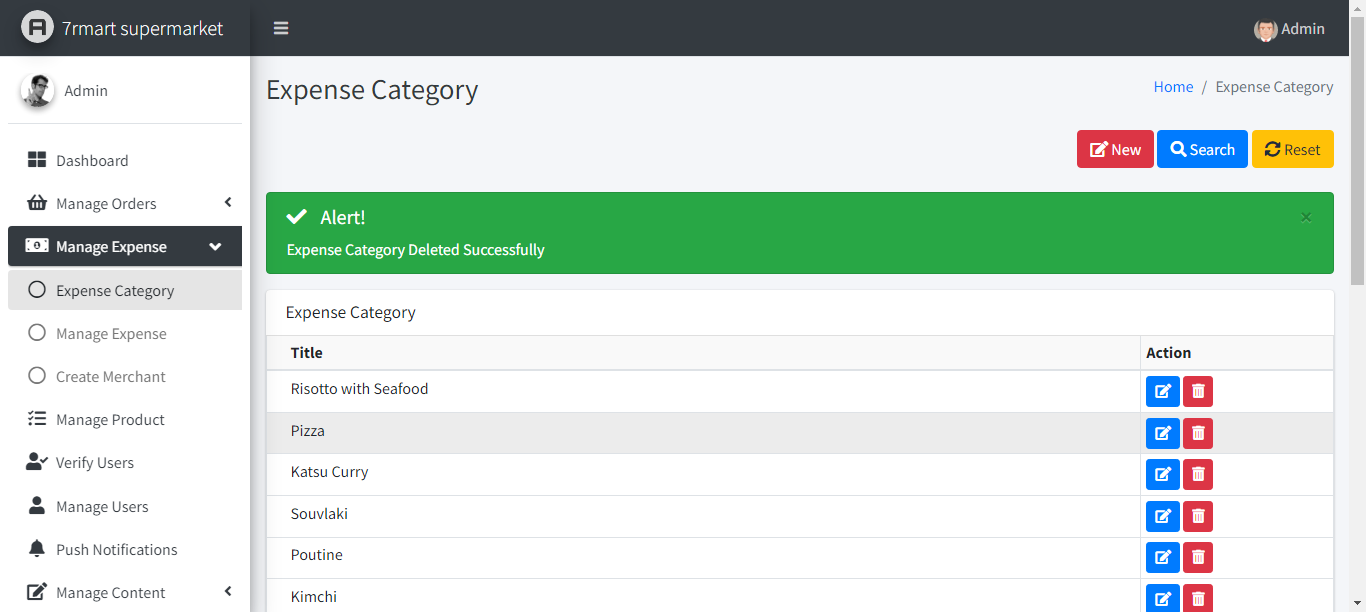 7rmart supermarket
Admin
Admin
Dashboard
Manage Orders
Manage Expense
Expense Category
Manage Expense
Create Merchant
Manage Product
Verify Users
Manage Users
Push Notifications
Manage Content
Expense Category
Home / Expense Category
New Search Reset
Alert!
×
Expense Category Deleted Successfully
Expense Category
Title Action
Risotto with Seafood
Pizza
Katsu Curry
Souvlaki
Poutine
Kimchi